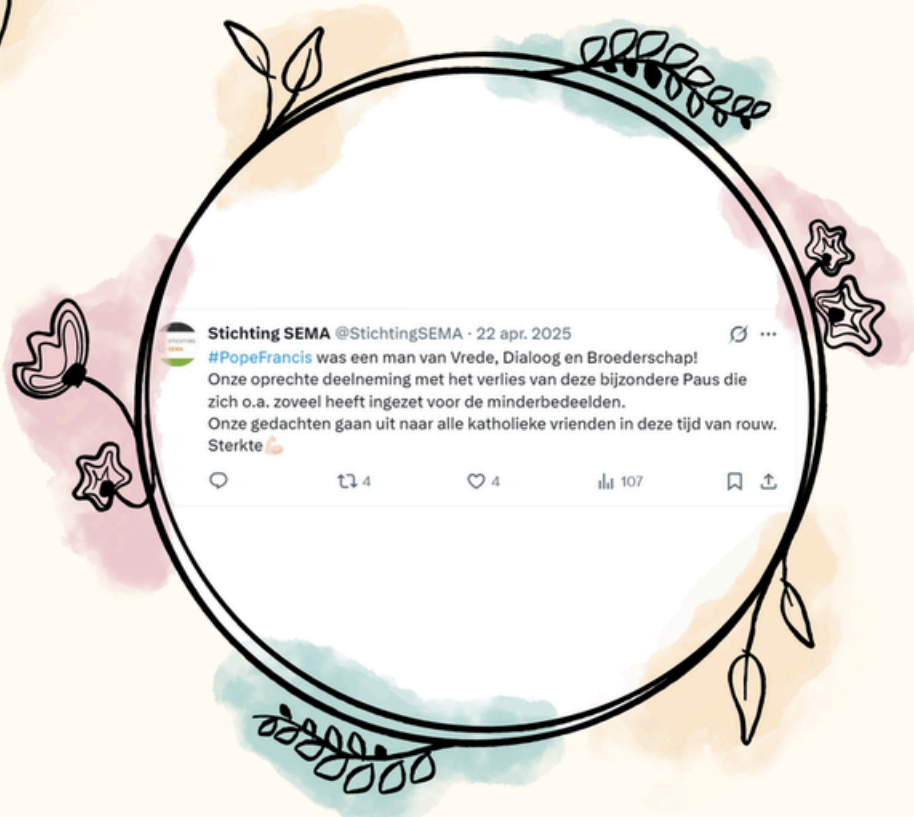 Stichting SEMA @StichtingSEMA · 22 apr. 2025
#PopeFrancis was een man van Vrede, Dialoog en Broederschap!
Onze oprechte deelneming met het verlies van deze bijzondere Paus die
zich o.a. zoveel heeft ingezet voor de minderbedeelden.
Onze gedachten gaan uit naar alle katholieke vrienden in deze tijd van rouw.
Sterkte💪🏻
4 4 107